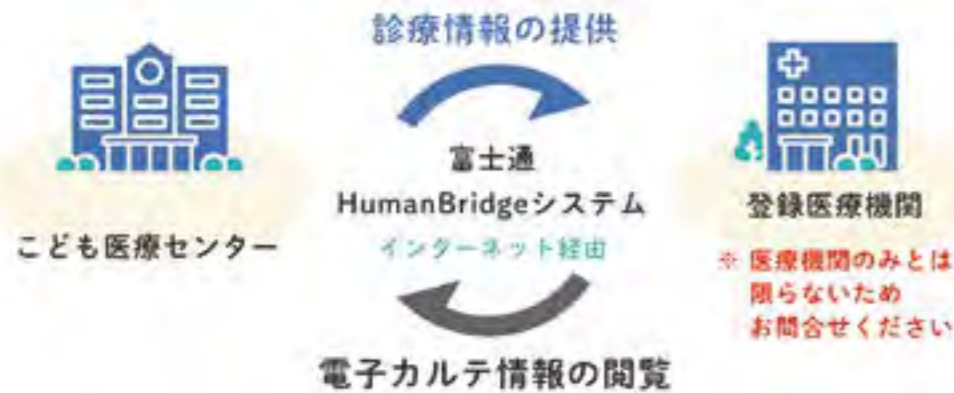 診療情報の提供
富士通
HumanBridgeシステム
インターネット経由
こども医療センター
登録医療機関
※ 医療機関のみとは
限らないため
お問合せください
電子カルテ情報の閲覧